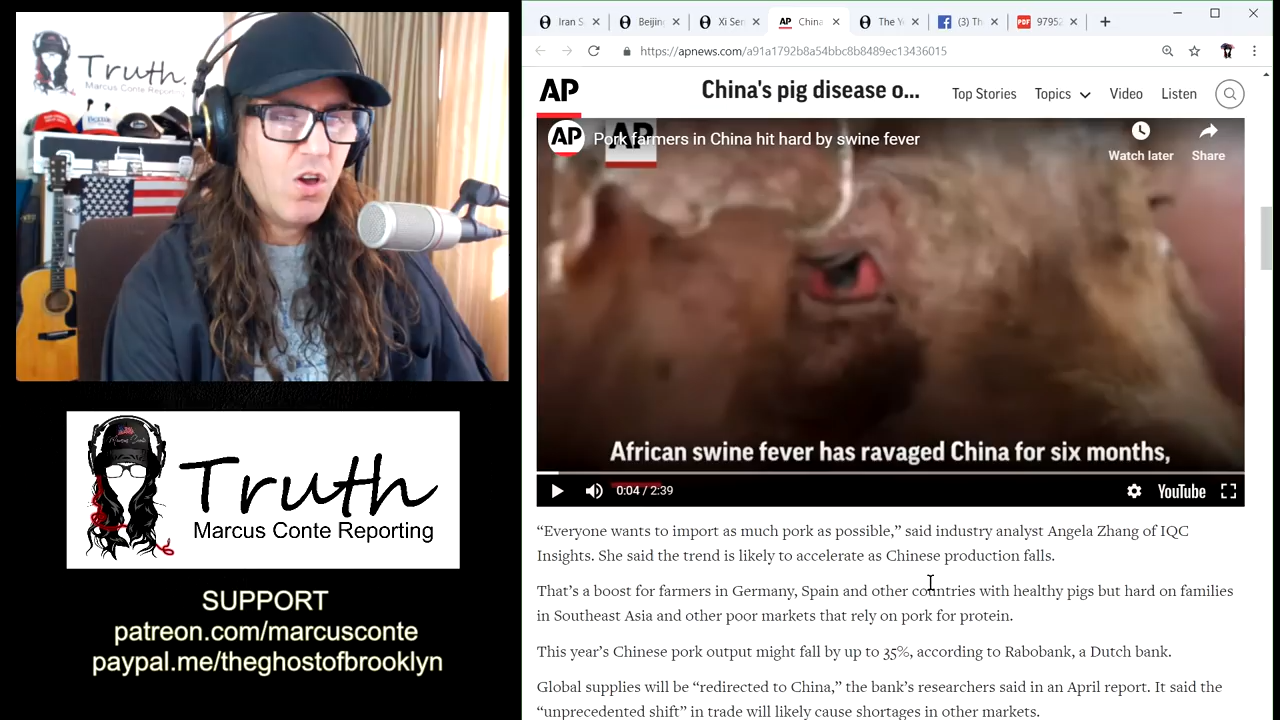 Truth.
Marcus Conte Reporting
Truth
Marcus Conte Reporting
SUPPORT
patreon.com/marcusconte
paypal.me/theghostofbrooklyn
Iran S
Beijin
Xi Ser
AP China
The Y
(3) Th
PDF 9795
https://apnews.com/a91a1792b8a54bbc8b8489ec13436015
AP
China's pig disease o...
Top Stories
Topics
Video
Listen
AP
AP
Pork farmers in China hit hard by swine fever
Watch later
Share
African swine fever has ravaged China for six months,
0:04 / 2:39
YouTube
“Everyone wants to import as much pork as possible,” said industry analyst Angela Zhang of IQC
Insights. She said the trend is likely to accelerate as Chinese production falls.
That’s a boost for farmers in Germany, Spain and other countries with healthy pigs but hard on families
in Southeast Asia and other poor markets that rely on pork for protein.
This year’s Chinese pork output might fall by up to 35%, according to Rabobank, a Dutch bank.
Global supplies will be “redirected to China,” the bank’s researchers said in an April report. It said the
“unprecedented shift” in trade will likely cause shortages in other markets.